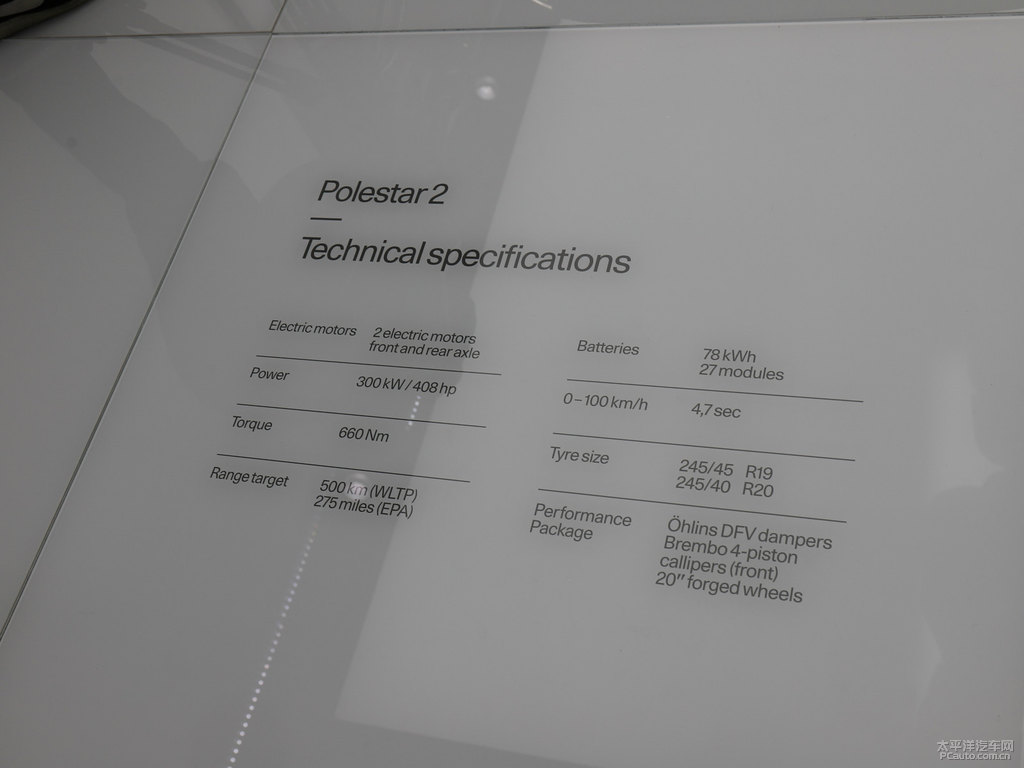 Polestar 2
Technical specifications
Electric motors 2 electric motors
front and rear axle
Power 300 kW / 408 hp
Torque 660 Nm
Range target 500 km (WLTP)
275 miles (EPA)
Batteries 78 kWh
27 modules
0–100 km/h 4,7 sec
Tyre size 245/45 R19
245/40 R20
Performance Öhlins DFV dampers
Package Brembo 4-piston
callipers (front)
20″ forged wheels
太平洋汽车网
PCauto.com.cn